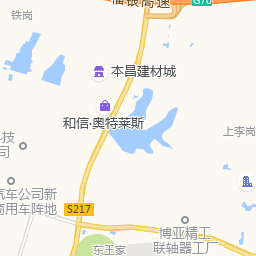 福银高速
G70
铁岗
本昌建材城
和信·奥特莱斯
上李岗
科技
司
汽车公司新
商用车阵地
S217
博亚精工
联轴器工厂
东王家